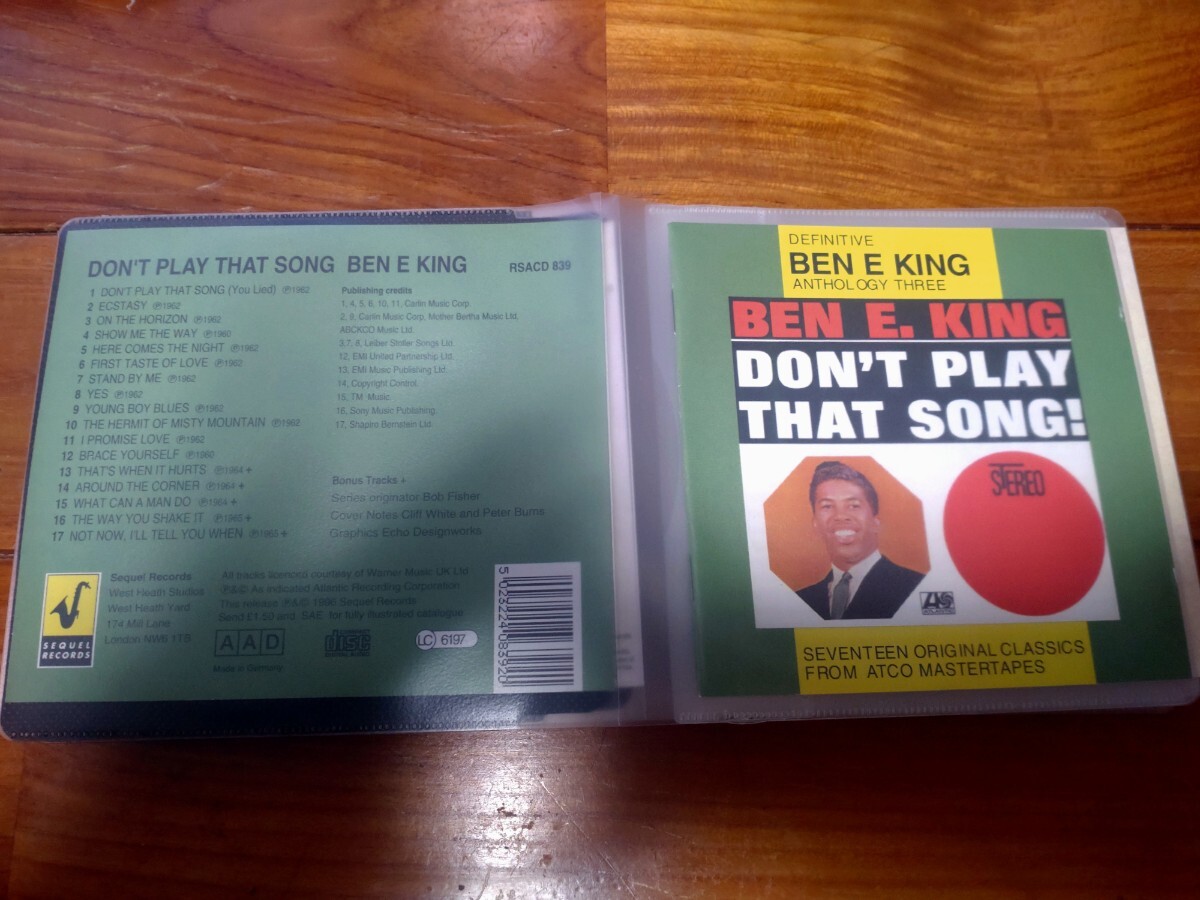 DON'T PLAY THAT SONG BEN E KING RSACD 839
1 DON'T PLAY THAT SONG (You Lied) ℗1962
2 ECSTASY ℗1962
3 ON THE HORIZON ℗1962
4 SHOW ME THE WAY ℗1960
5 HERE COMES THE NIGHT ℗1962
6 FIRST TASTE OF LOVE ℗1962
7 STAND BY ME ℗1962
8 YES ℗1962
9 YOUNG BOY BLUES ℗1962
10 THE HERMIT OF MISTY MOUNTAIN ℗1962
11 I PROMISE LOVE ℗1962
12 BRACE YOURSELF ℗1960
13 THAT'S WHEN IT HURTS ℗1964 +
14 AROUND THE CORNER ℗1964 +
15 WHAT CAN A MAN DO ℗1964 +
16 THE WAY YOU SHAKE IT ℗1965 +
17 NOT NOW, I'LL TELL YOU WHEN ℗1965 +
Publishing credits
1, 4, 5, 6, 10, 11, Carlin Music Corp
2, 9, Carlin Music Corp, Mother Bertha Music Ltd,
ABCKCO Music Ltd.
3,7, 8, Leiber Stoller Songs Ltd.
12, EMI United Partnership Ltd.
13, EMI Music Publishing Ltd.
14, Copyright Control.
15, TM Music.
16, Sony Music Publishing.
17, Shapiro Bernstein Ltd
Bonus Tracks +
Series originator Bob Fisher
Cover Notes Cliff White and Peter Burns
Graphics Echo Designworks
SEQUEL
RECORDS
Sequel Records
West Heath Studios
West Heath Yard
174 Mill Lane
London NW6 1TB
All tracks licenced courtesy of Warner Music UK Ltd
℗&© As indicated Atlantic Recording Corporation
This release ℗&© 1996 Sequel Records
Send £1.50 and SAE for fully illustrated catalogue
AAD
Made in Germany
disc
DIGITAL AUDIO
LC 6197
5 023224 083920
DEFINITIVE
BEN E KING
ANTHOLOGY THREE
BEN E. KING
DON'T PLAY
THAT SONG!
STEREO
SEVENTEEN ORIGINAL CLASSICS
FROM ATCO MASTERTAPES